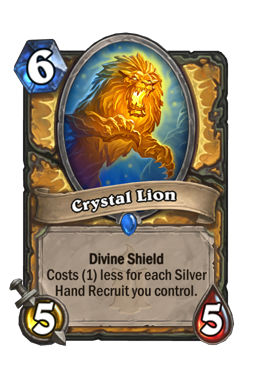 6
Crystal Lion
Divine Shield
Costs (1) less for each Silver
Hand Recruit you control.
5
5